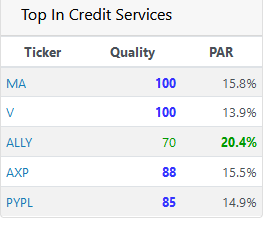 Top In Credit Services
Ticker Quality PAR
MA 100 15.8%
V 100 13.9%
ALLY 70 20.4%
AXP 88 15.5%
PYPL 85 14.9%